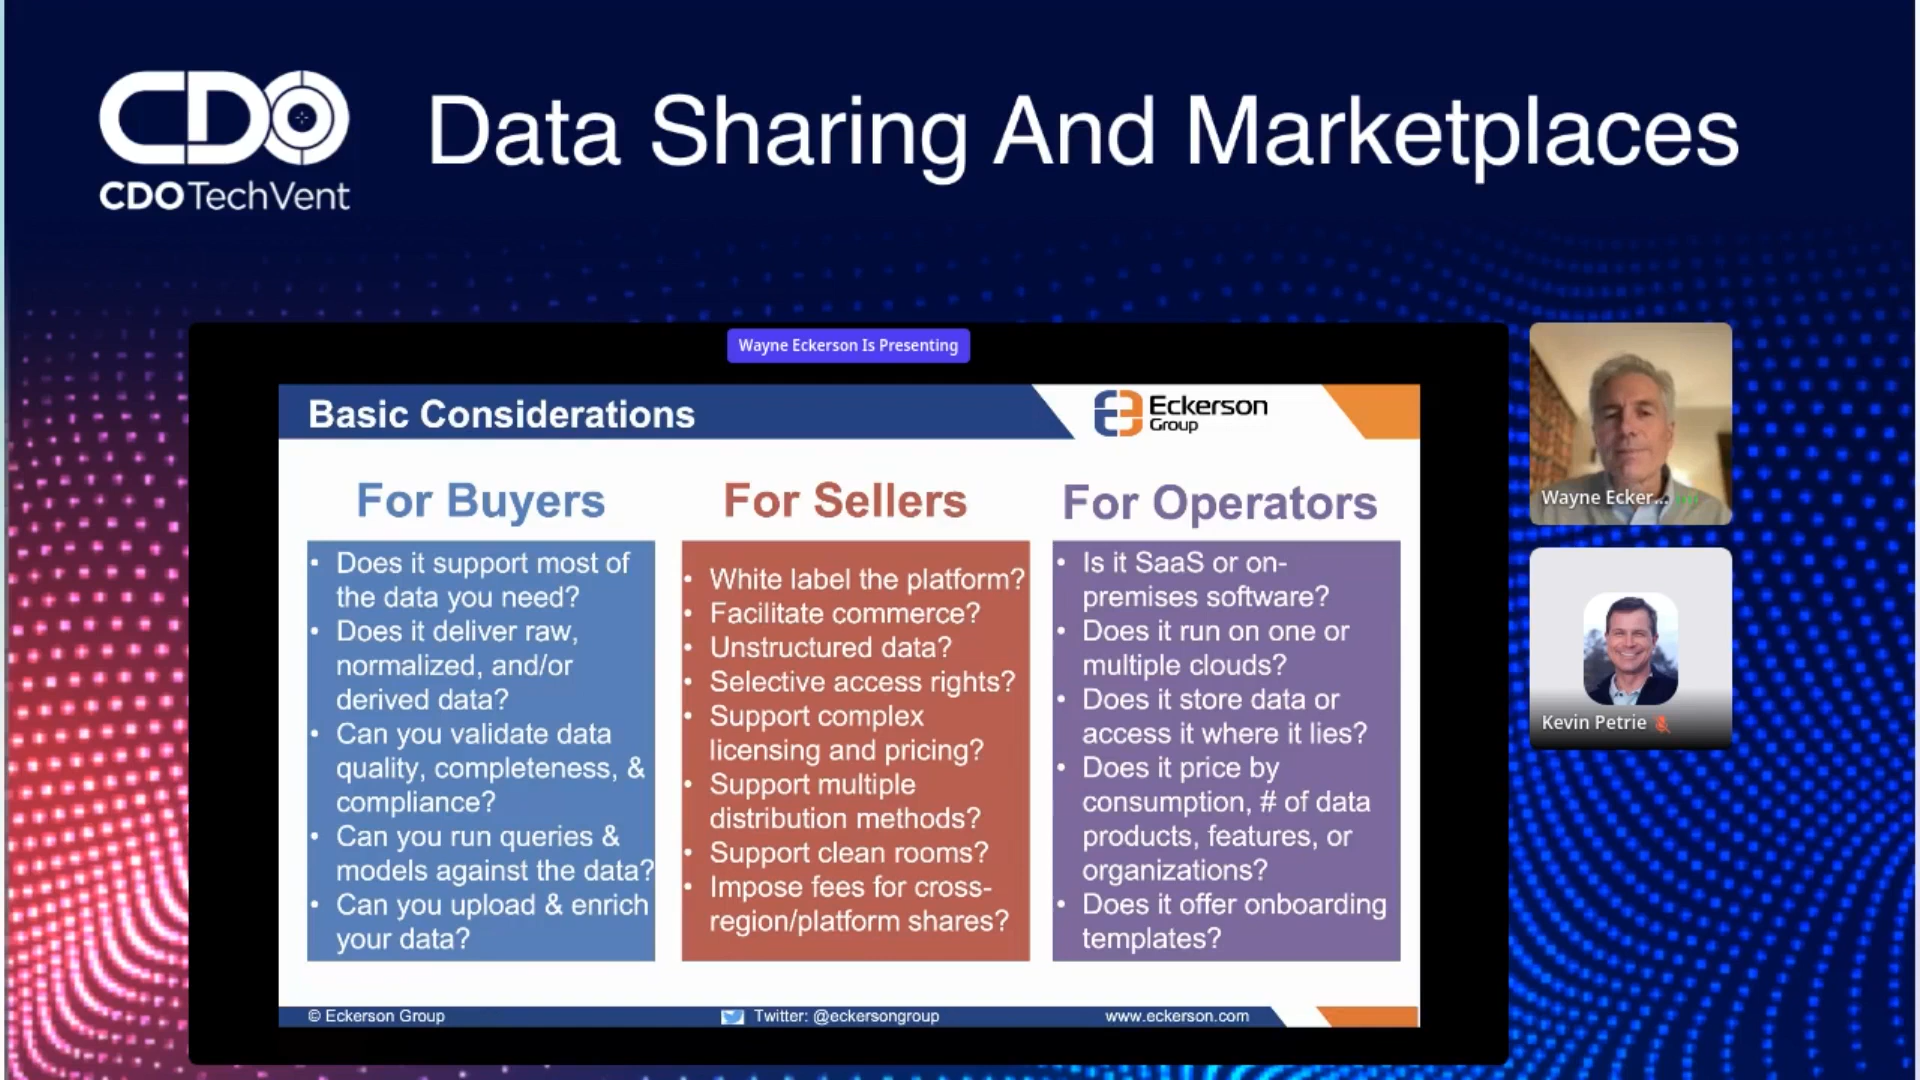 CDO
CDO TechVent
Data Sharing And Marketplaces
Wayne Eckerson Is Presenting
Basic Considerations
Eckerson
Group
For Buyers
• Does it support most of
the data you need?
• Does it deliver raw,
normalized, and/or
derived data?
• Can you validate data
quality, completeness, &
compliance?
• Can you run queries &
models against the data?
• Can you upload & enrich
your data?
For Sellers
• White label the platform?
• Facilitate commerce?
• Unstructured data?
• Selective access rights?
• Support complex
licensing and pricing?
• Support multiple
distribution methods?
• Support clean rooms?
• Impose fees for cross-
region/platform shares?
For Operators
• Is it SaaS or on-
premises software?
• Does it run on one or
multiple clouds?
• Does it store data or
access it where it lies?
• Does it price by
consumption, # of data
products, features, or
organizations?
• Does it offer onboarding
templates?
© Eckerson Group
Twitter: @eckersongroup
www.eckerson.com
Wayne Ecker...
Kevin Petrie